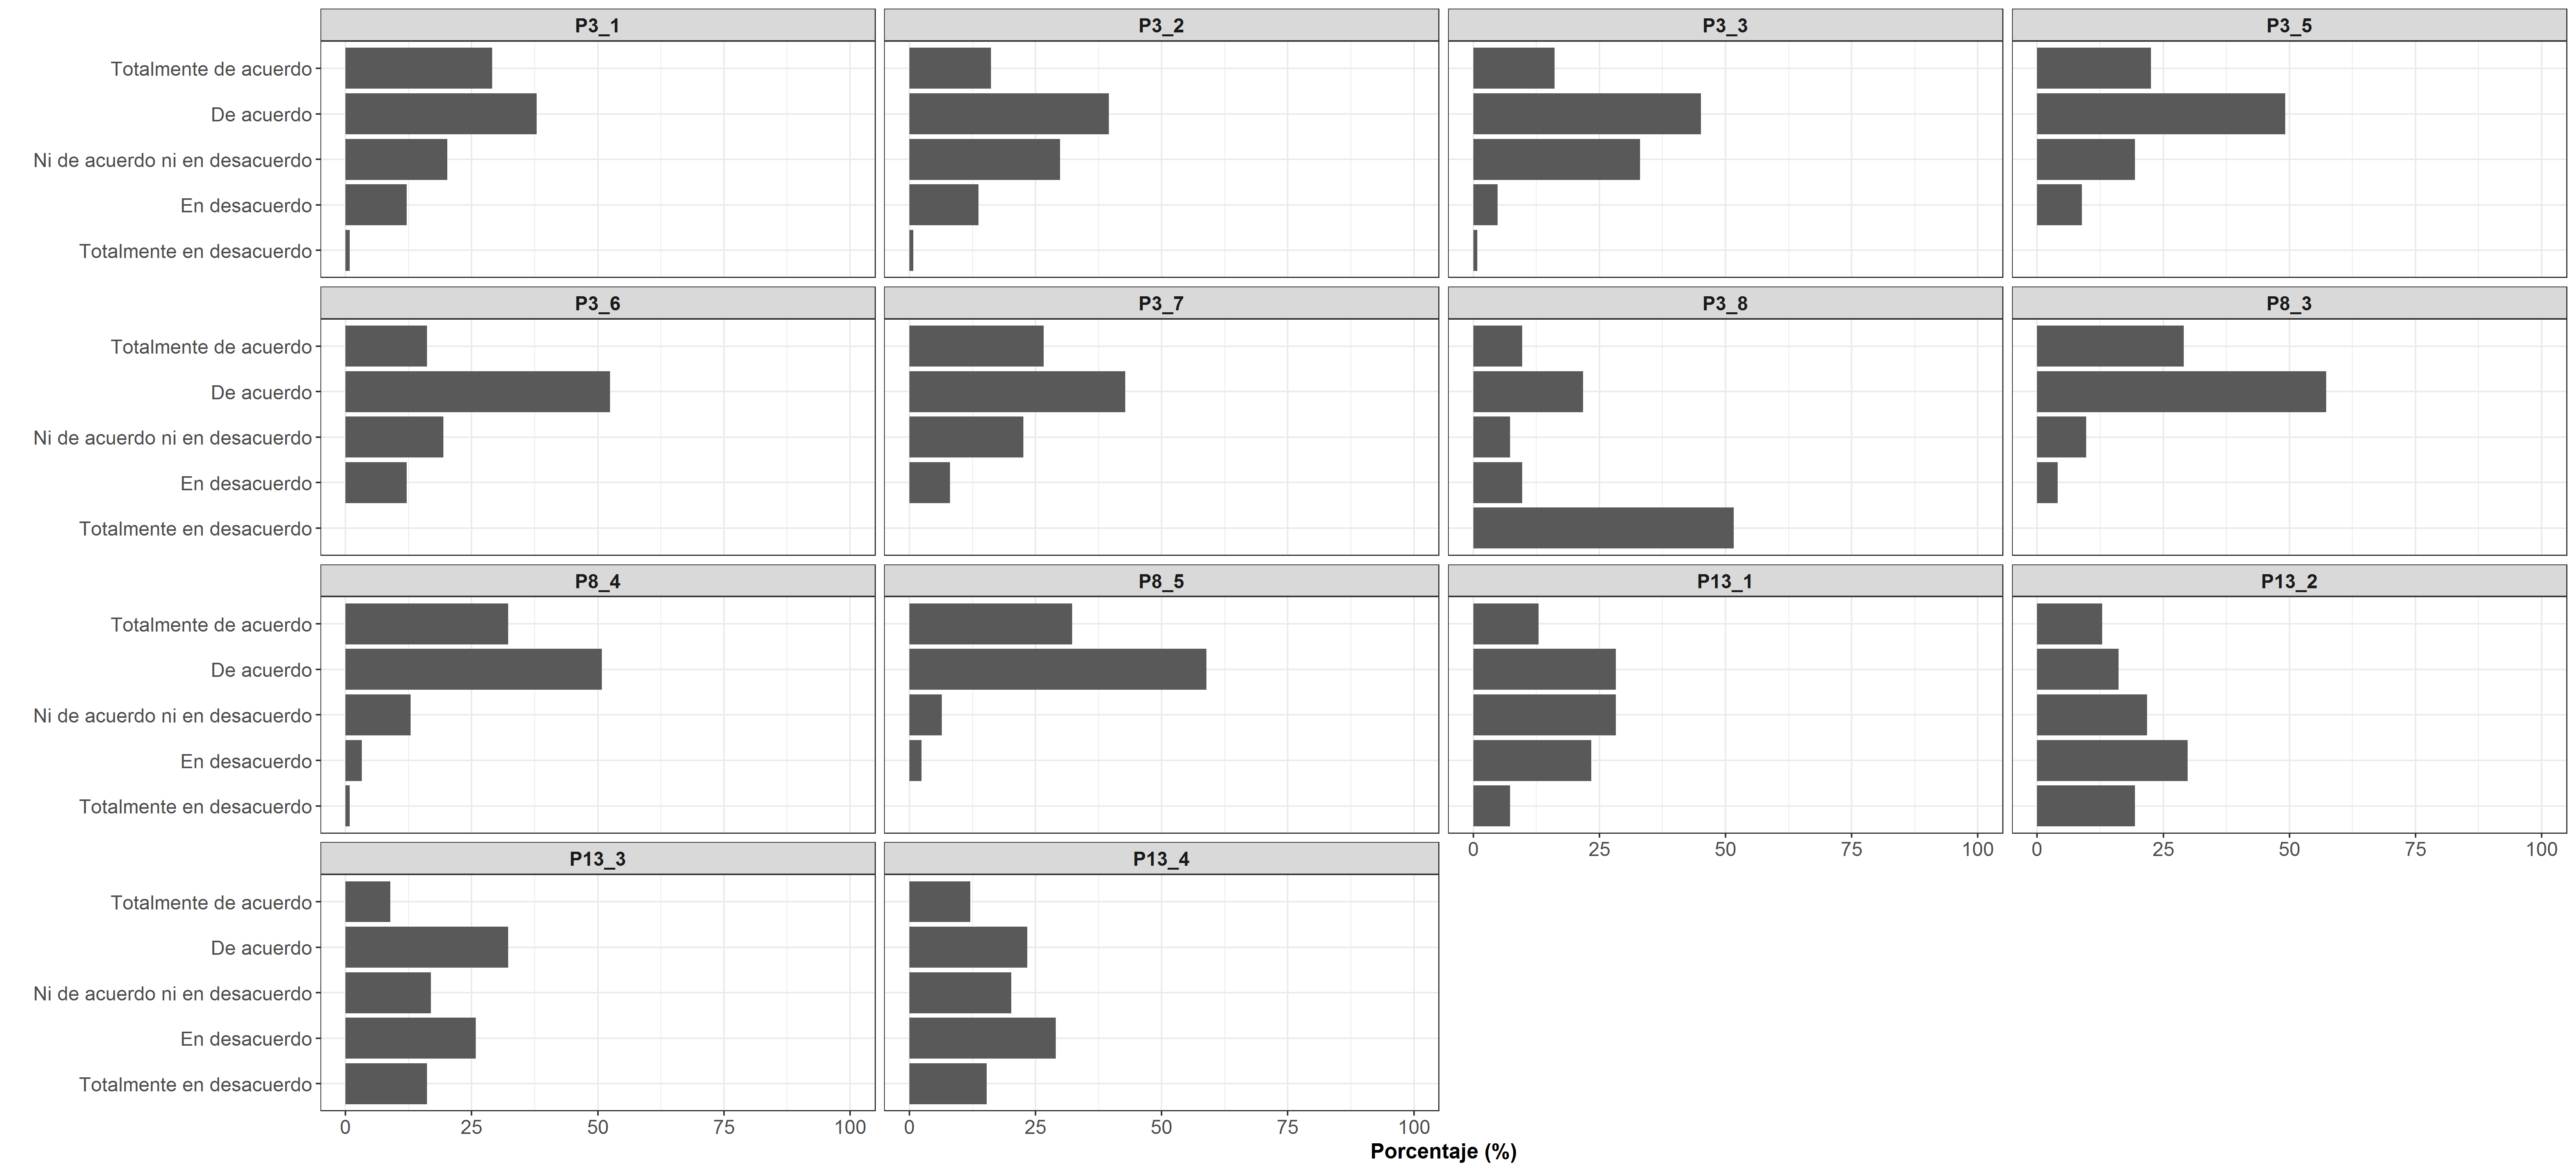 P3_1 P3_2 P3_3 P3_5
Totalmente de acuerdo
De acuerdo
Ni de acuerdo ni en desacuerdo
En desacuerdo
Totalmente en desacuerdo
P3_6 P3_7 P3_8 P8_3
Totalmente de acuerdo
De acuerdo
Ni de acuerdo ni en desacuerdo
En desacuerdo
Totalmente en desacuerdo
P8_4 P8_5 P13_1 P13_2
Totalmente de acuerdo
De acuerdo
Ni de acuerdo ni en desacuerdo
En desacuerdo
Totalmente en desacuerdo
0 25 50 75 100 0 25 50 75 100
P13_3 P13_4
Totalmente de acuerdo
De acuerdo
Ni de acuerdo ni en desacuerdo
En desacuerdo
Totalmente en desacuerdo
0 25 50 75 100 0 25 50 75 100
Porcentaje (%)